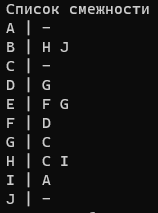 Список смежности
A | -
B | H J
C | -
D | G
E | F G
F | D
G | C
H | C I
I | A
J | -